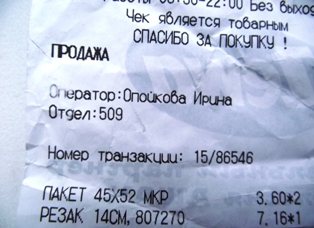 00-22:00 Без выход
Чек является товарным
СПАСИБО ЗА ПОКУПКУ !
ПРОДАЖА
Оператор:Опойкова Ирина
Отдел:509
Номер транзакции: 15/86546
ПАКЕТ 45X52 МКР 3.60*2
РЕЗАК 14СМ, 807270 7.16*1